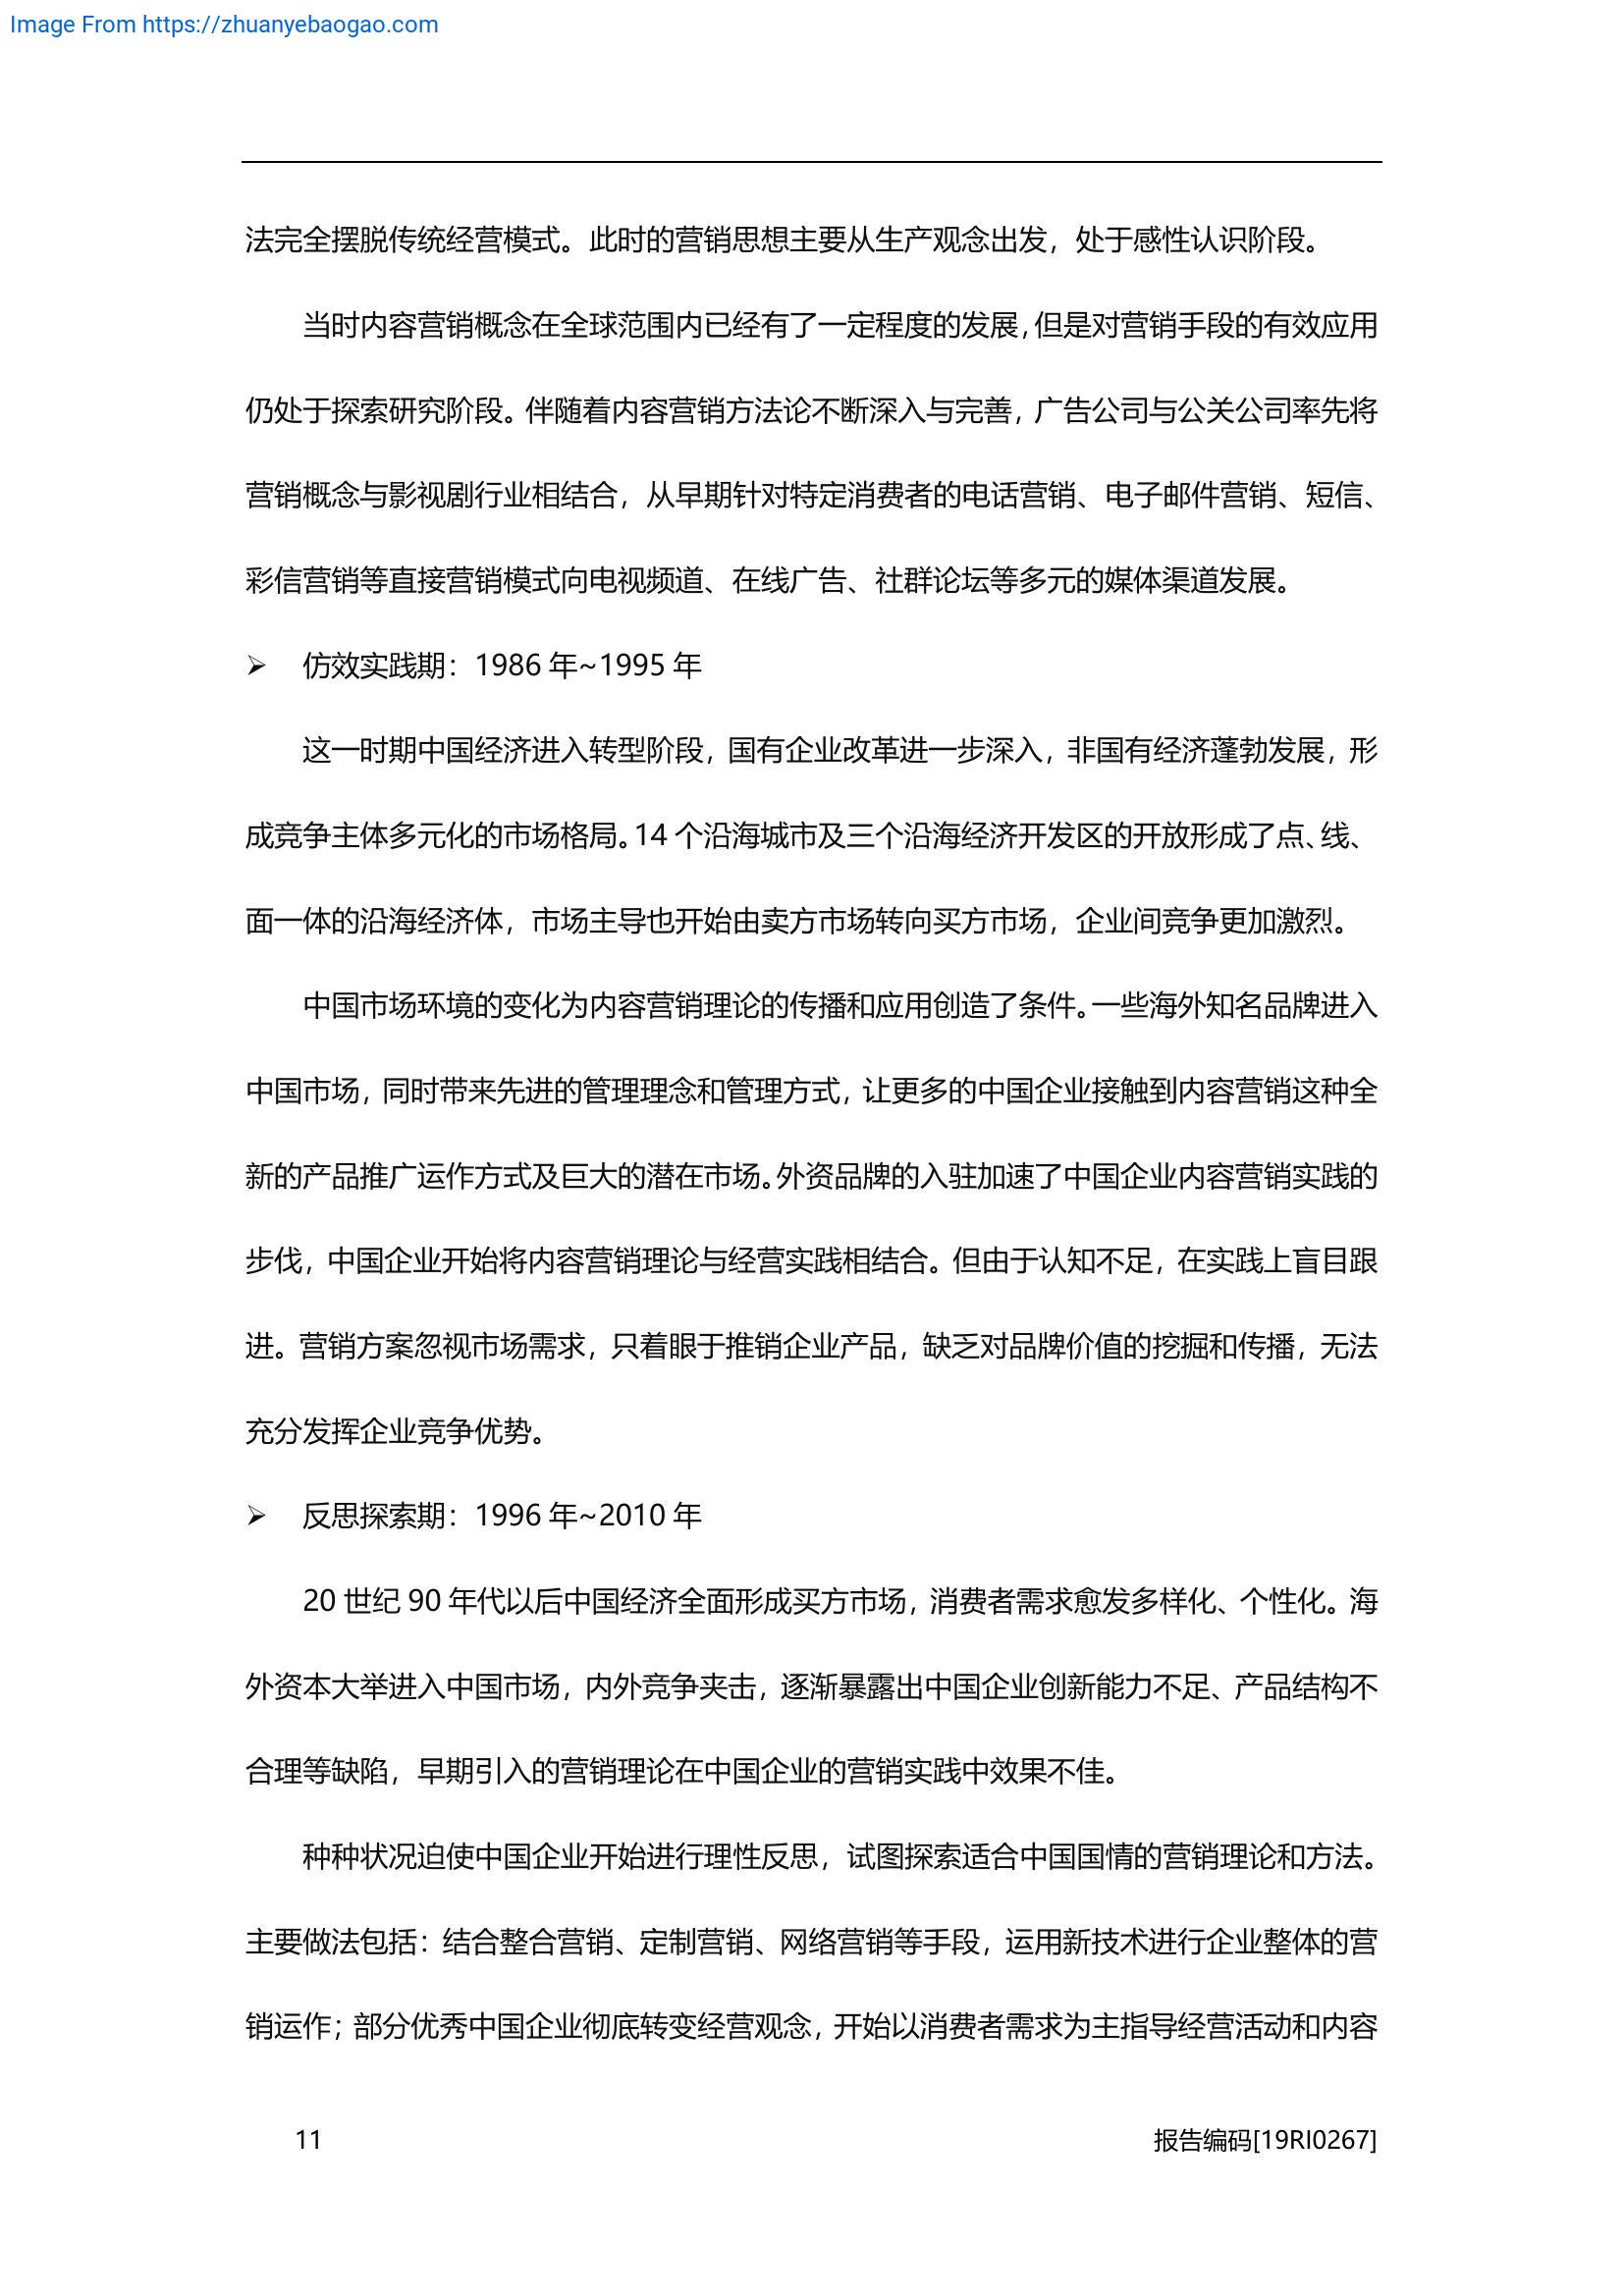 Image From https://zhuanyebaogao.com
法完全摆脱传统经营模式。此时的营销思想主要从生产观念出发，处于感性认识阶段。
当时内容营销概念在全球范围内已经有了一定程度的发展，但是对营销手段的有效应用
仍处于探索研究阶段。伴随着内容营销方法论不断深入与完善，广告公司与公关公司率先将
营销概念与影视剧行业相结合，从早期针对特定消费者的电话营销、电子邮件营销、短信、
彩信营销等直接营销模式向电视频道、在线广告、社群论坛等多元的媒体渠道发展。
➢ 仿效实践期：1986 年~1995 年
这一时期中国经济进入转型阶段，国有企业改革进一步深入，非国有经济蓬勃发展，形
成竞争主体多元化的市场格局。14 个沿海城市及三个沿海经济开发区的开放形成了点、线、
面一体的沿海经济体，市场主导也开始由卖方市场转向买方市场，企业间竞争更加激烈。
中国市场环境的变化为内容营销理论的传播和应用创造了条件。一些海外知名品牌进入
中国市场，同时带来先进的管理理念和管理方式，让更多的中国企业接触到内容营销这种全
新的产品推广运作方式及巨大的潜在市场。外资品牌的入驻加速了中国企业内容营销实践的
步伐，中国企业开始将内容营销理论与经营实践相结合。但由于认知不足，在实践上盲目跟
进。营销方案忽视市场需求，只着眼于推销企业产品，缺乏对品牌价值的挖掘和传播，无法
充分发挥企业竞争优势。
➢ 反思探索期：1996 年~2010 年
20 世纪 90 年代以后中国经济全面形成买方市场，消费者需求愈发多样化、个性化。海
外资本大举进入中国市场，内外竞争夹击，逐渐暴露出中国企业创新能力不足、产品结构不
合理等缺陷，早期引入的营销理论在中国企业的营销实践中效果不佳。
种种状况迫使中国企业开始进行理性反思，试图探索适合中国国情的营销理论和方法。
主要做法包括：结合整合营销、定制营销、网络营销等手段，运用新技术进行企业整体的营
销运作；部分优秀中国企业彻底转变经营观念，开始以消费者需求为主指导经营活动和内容
11
报告编码[19RI0267]